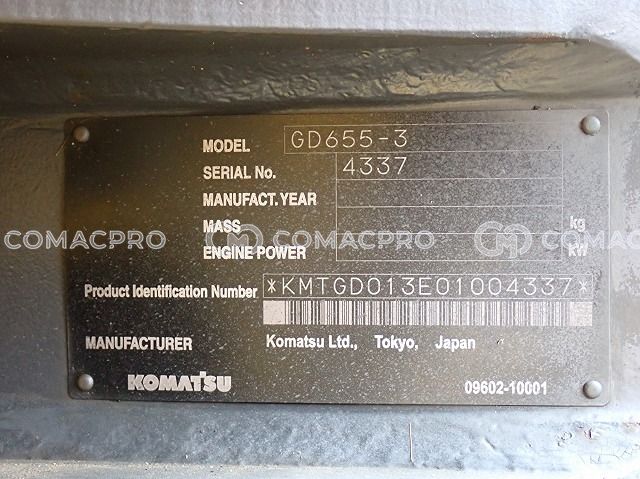 MODEL GD655-3
SERIAL No. 4337
MANUFACT. YEAR
MASS kg
COMACPRO COMACPRO COMACPRO
ENGINE POWER kW
Product Identification Number *KMTGD013E01004337*
MANUFACTURER Komatsu Ltd., Tokyo, Japan
KOMATSU 09602-10001